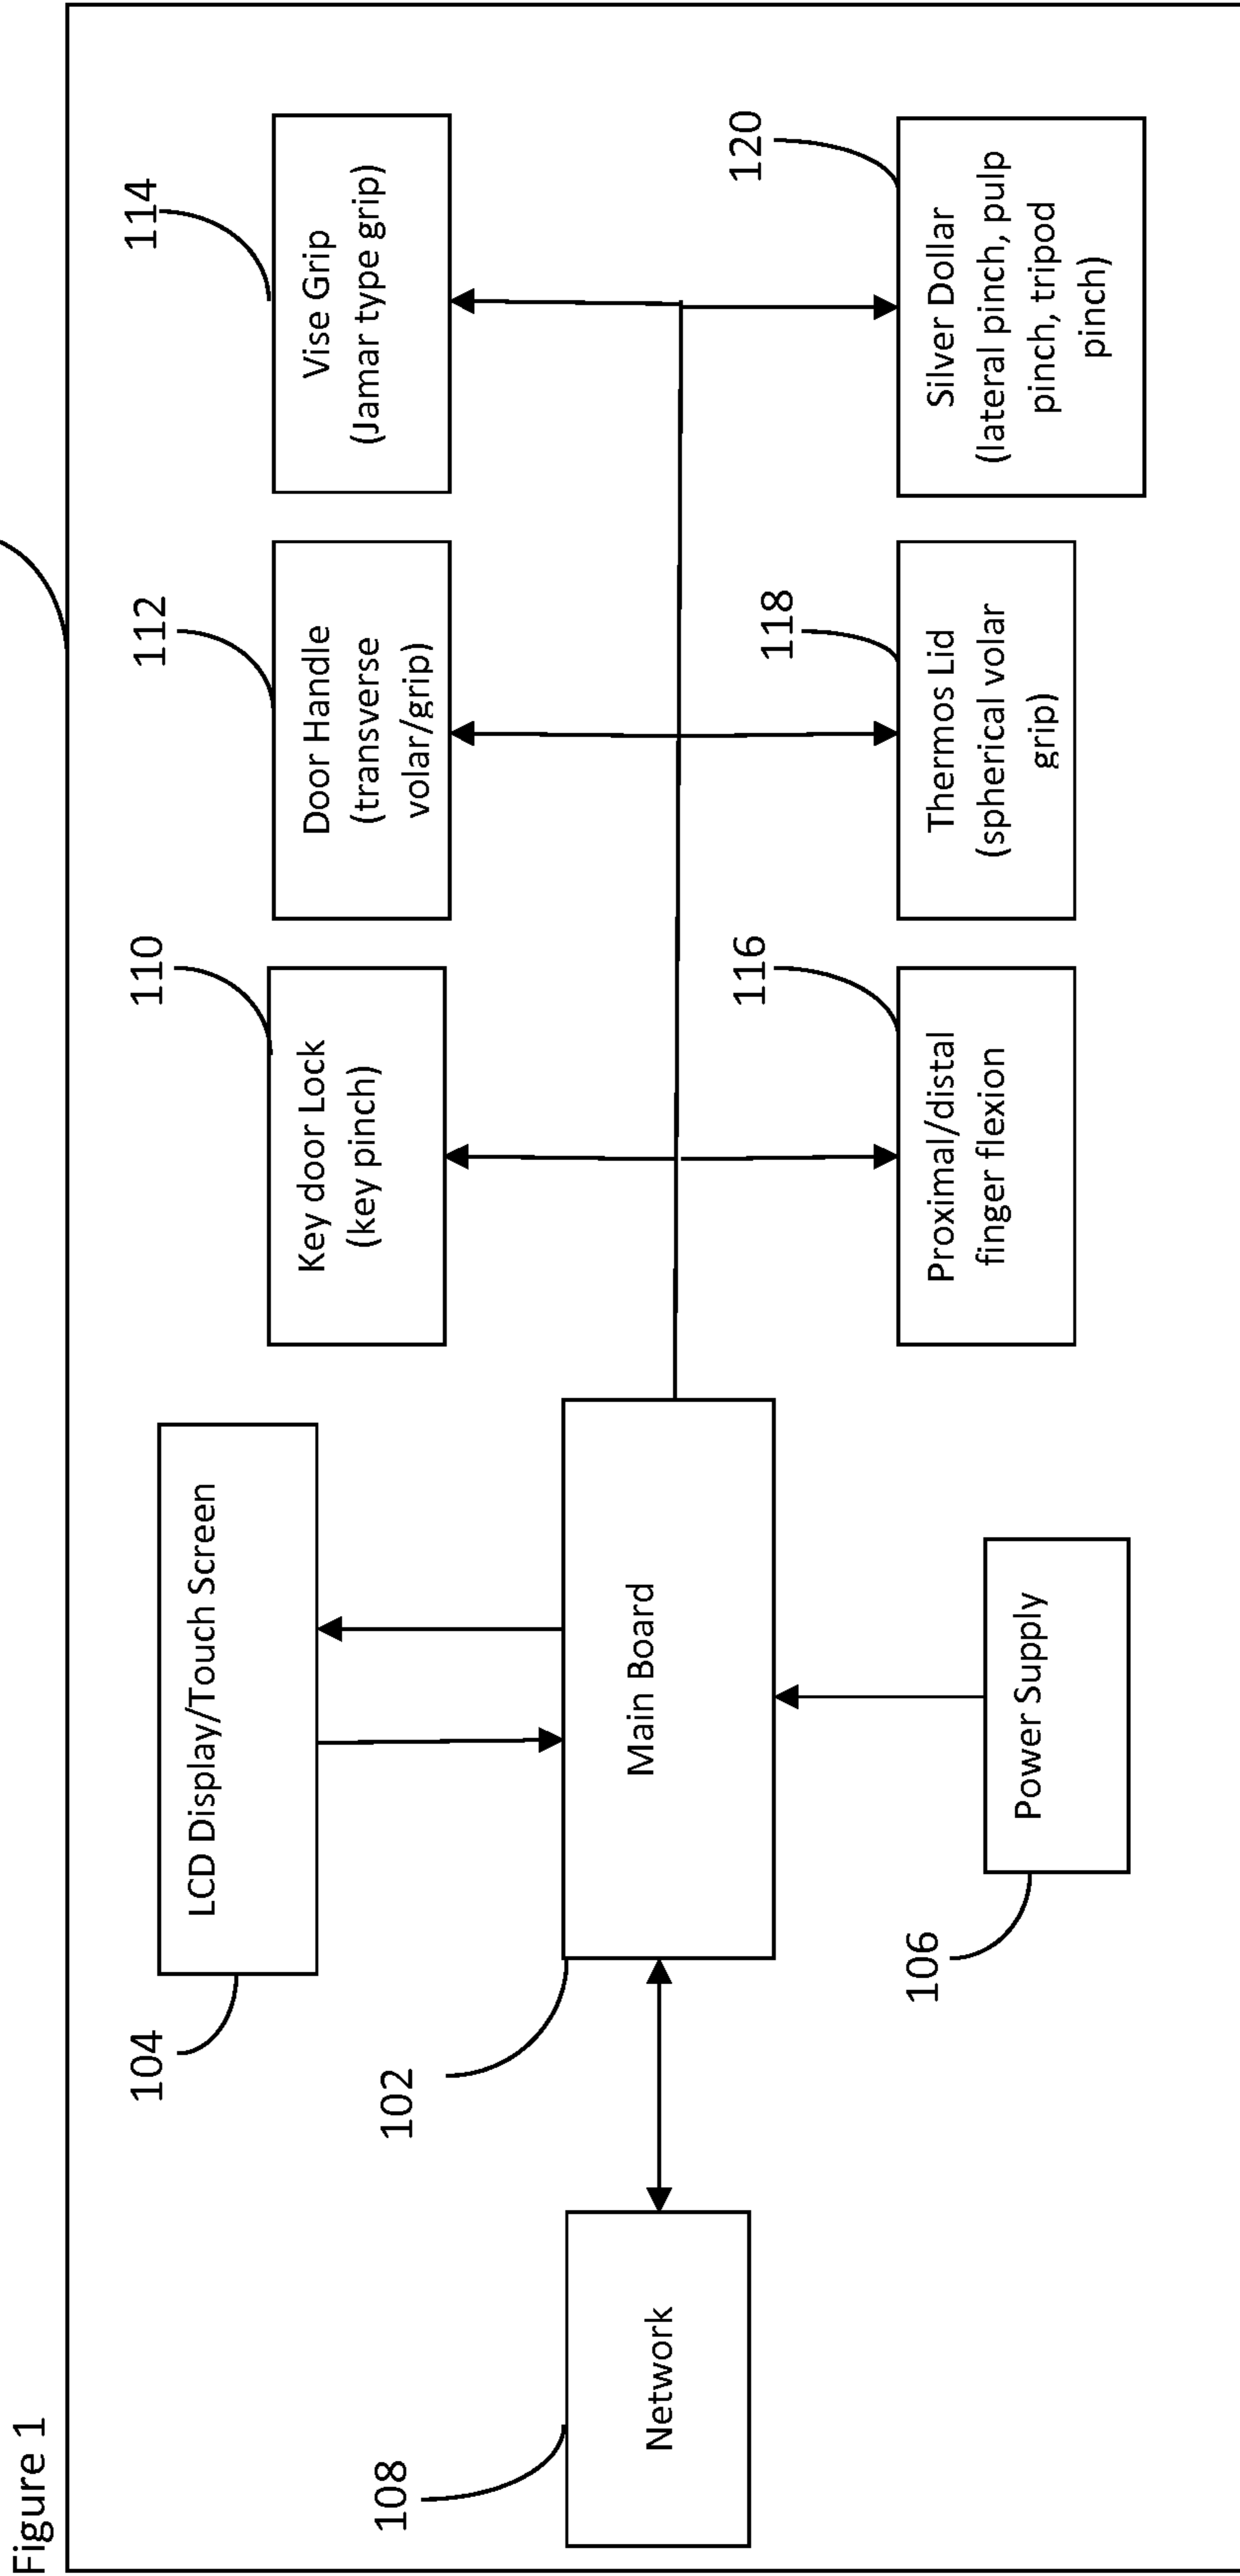 Figure 1
104
LCD Display/Touch Screen
110
Key door Lock
(key pinch)
112
Door Handle
(transverse
volar/grip)
114
Vise Grip
(Jamar type grip)
108
Network
102
Main Board
106
Power Supply
116
Proximal/distal
finger flexion
118
Thermos Lid
(spherical volar
grip)
120
Silver Dollar
(lateral pinch, pulp
pinch, tripod
pinch)